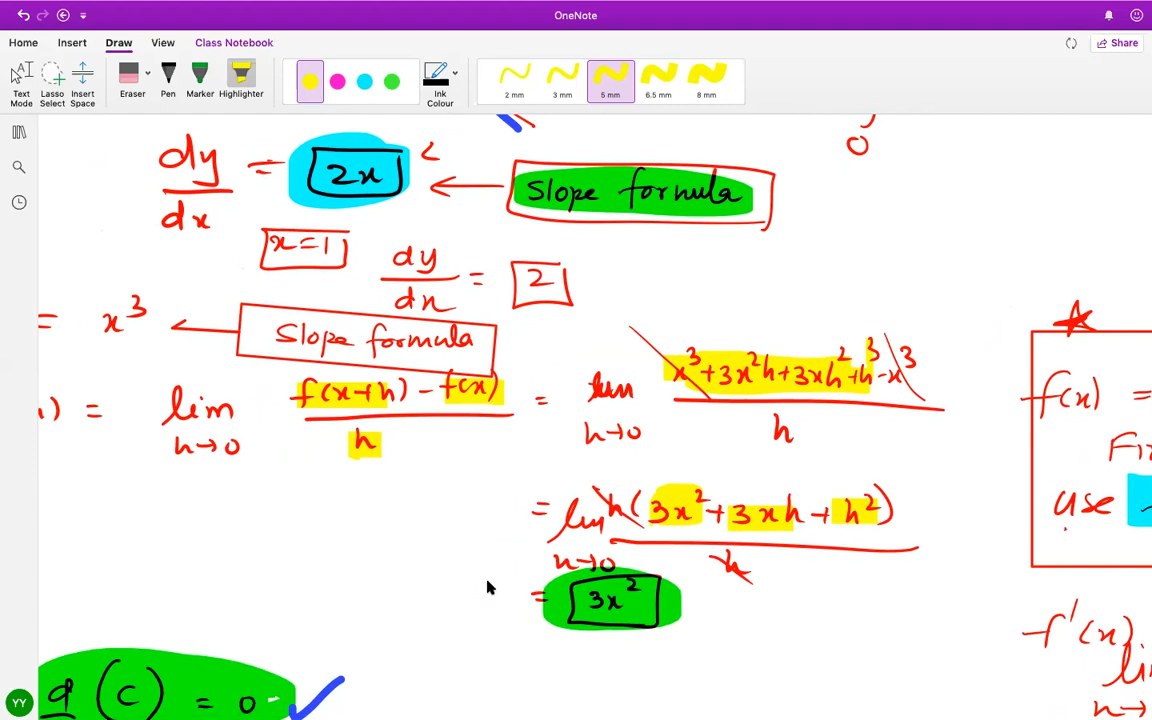 OneNote
Home Insert Draw View Class Notebook
Share
Text Mode
Lasso Select
Insert Space
Eraser
Pen
Marker
Highlighter
Ink Colour
2 mm 3 mm 5 mm 6.5 mm 8 mm
0
dy/dx = 2x
Slope formula
x=1
dy/dx = 2
= x³ ← Slope formula
) = lim h→0 (f(x+h) - f(x))/h = lim h→0 (x³+3x²h+3xh²+h³-x³)/h
= lim h→0 h(3x²+3xh+h²)/h
= 3x²
(c) = 0
f(x) =
use
f'(x)
YY